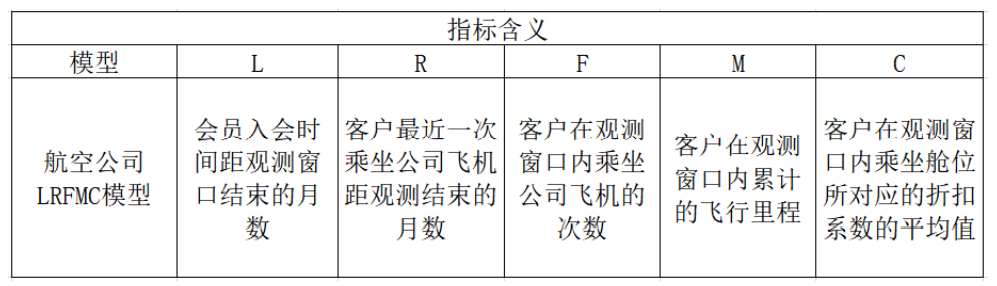 指标含义
模型 L R F M C
航空公司
LRFMC模型
会员入会时
间距观测窗
口结束的月
数
客户最近一次
乘坐公司飞机
距观测结束的
月数
客户在观测
窗口内乘坐
公司飞机的
次数
客户在观测
窗口内累计
的飞行里程
客户在观测窗
口内乘坐舱位
所对应的折扣
系数的平均值